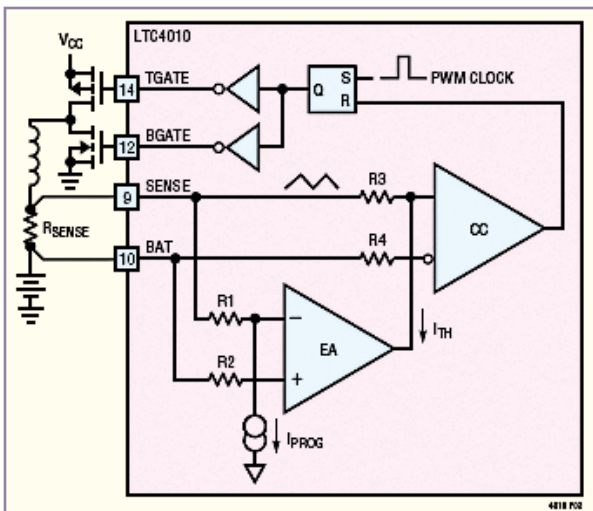 LTC4010
VCC
14 TGATE
Q S R PWM CLOCK
12 BGATE
9 SENSE
R3
CC
RSENSE
R4
10 BAT
R1
− EA
ITH
R2
+
IPROG
4010 F02